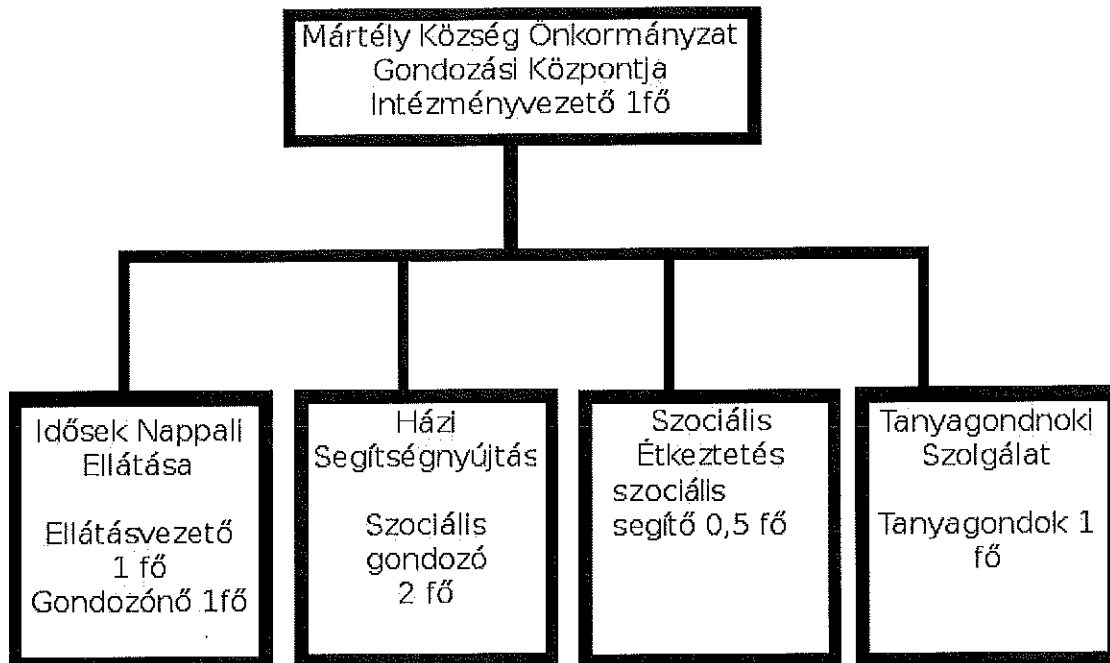 Mártély Község Önkormányzat
Gondozási Központja
Intézményvezető 1fő
Idősek Nappali
Ellátása
Ellátásvezető
1 fő
Gondozónő 1fő
Házi
Segítségnyújtás
Szociális
gondozó
2 fő
Szociális
Étkeztetés
szociális
segítő 0,5 fő
Tanyagondnoki
Szolgálat
Tanyagondok 1
fő